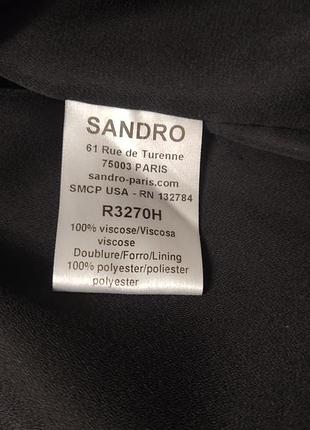 SANDRO
61 Rue de Turenne
75003 PARIS
sandro-paris.com
SMCP USA - RN 132784
R3270H
100% viscose/Viscosa
viscose
Doublure/Forro/Lining
100% polyester/poliester
polyester